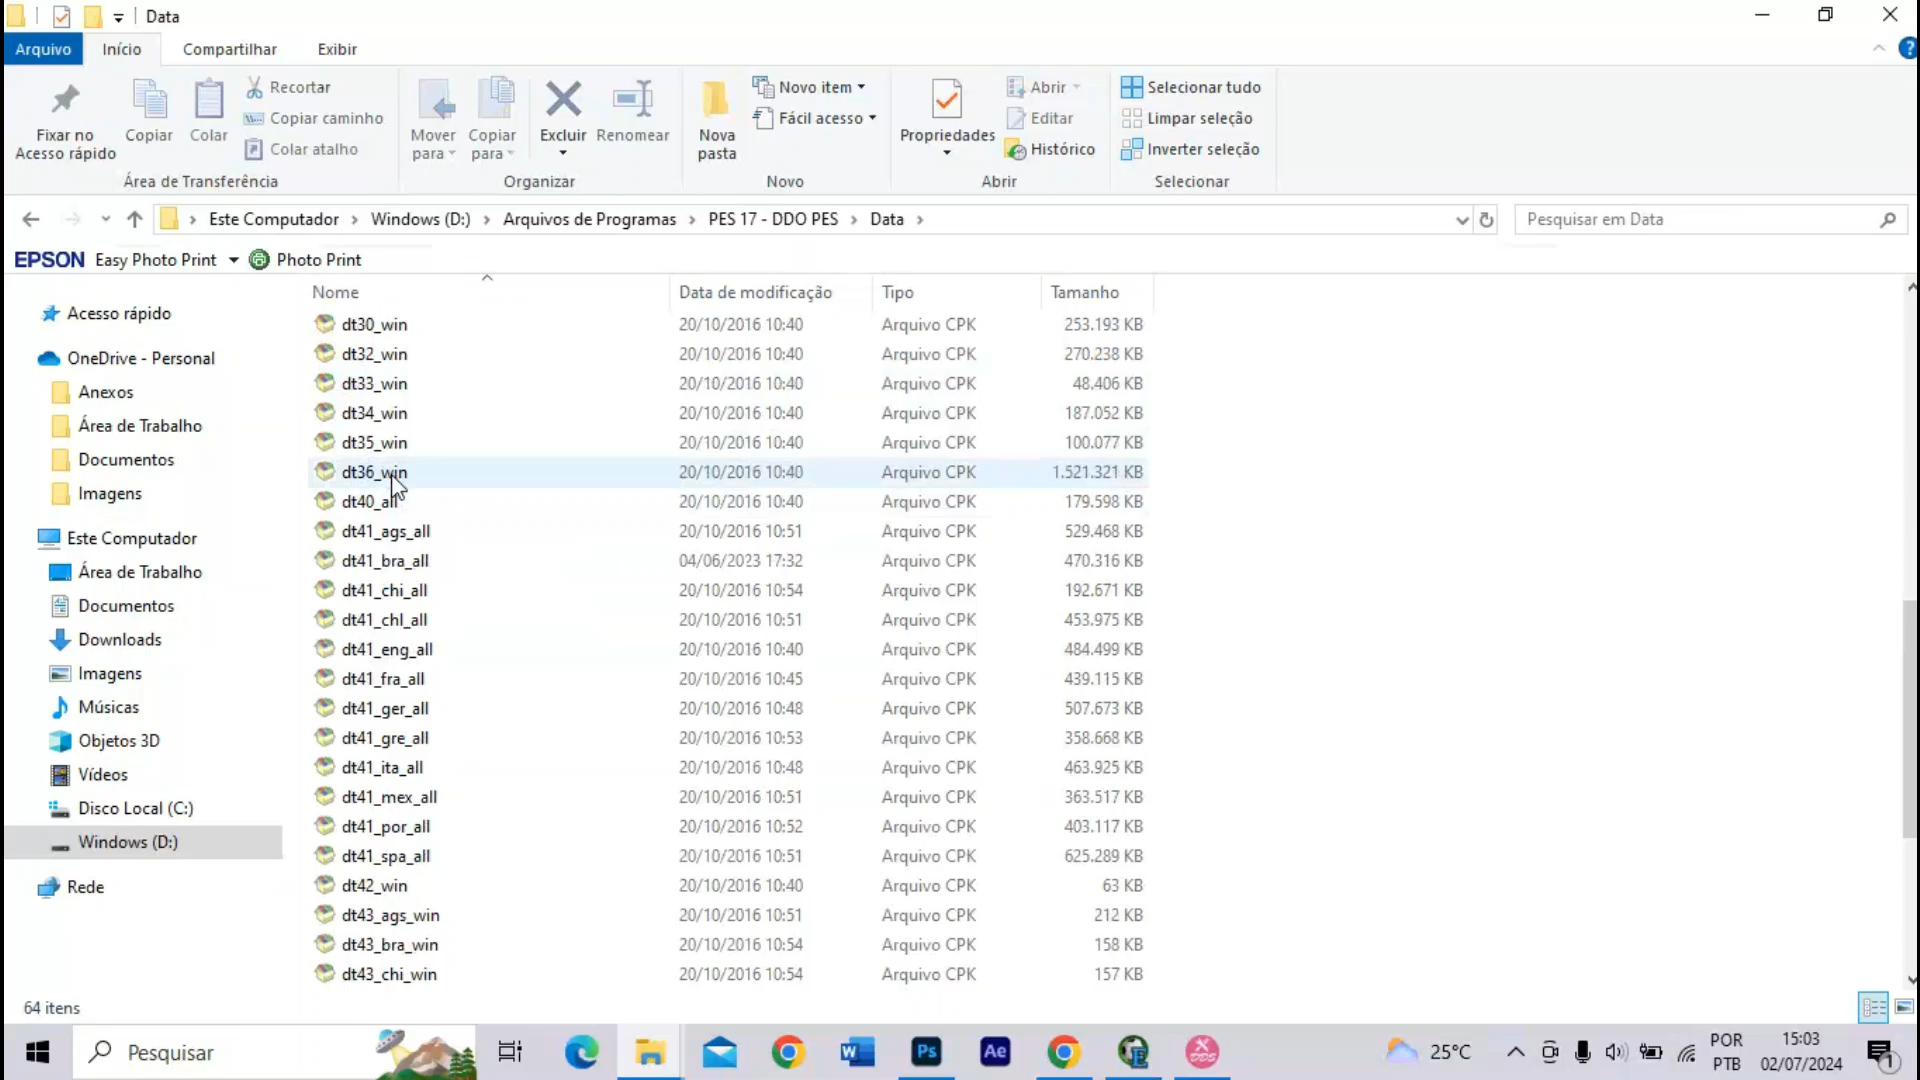 Data
Arquivo Início Compartilhar Exibir
Fixar no
Acesso rápido
Copiar
Colar
Recortar
Copiar caminho
Colar atalho
Área de Transferência
Mover
para
Copiar
para
Excluir
Renomear
Organizar
Nova
pasta
Novo item
Fácil acesso
Novo
Propriedades
Abrir
Editar
Histórico
Abrir
Selecionar tudo
Limpar seleção
Inverter seleção
Selecionar
Este Computador > Windows (D:) > Arquivos de Programas > PES 17 - DDO PES > Data >
Pesquisar em Data
EPSON Easy Photo Print Photo Print
Acesso rápido
OneDrive - Personal
Anexos
Área de Trabalho
Documentos
Imagens
Este Computador
Área de Trabalho
Documentos
Downloads
Imagens
Músicas
Objetos 3D
Vídeos
Disco Local (C:)
Windows (D:)
Rede
Nome Data de modificação Tipo Tamanho
dt30_win 20/10/2016 10:40 Arquivo CPK 253.193 KB
dt32_win 20/10/2016 10:40 Arquivo CPK 270.238 KB
dt33_win 20/10/2016 10:40 Arquivo CPK 48.406 KB
dt34_win 20/10/2016 10:40 Arquivo CPK 187.052 KB
dt35_win 20/10/2016 10:40 Arquivo CPK 100.077 KB
dt36_win 20/10/2016 10:40 Arquivo CPK 1.521.321 KB
dt40_all 20/10/2016 10:40 Arquivo CPK 179.598 KB
dt41_ags_all 20/10/2016 10:51 Arquivo CPK 529.468 KB
dt41_bra_all 04/06/2023 17:32 Arquivo CPK 470.316 KB
dt41_chi_all 20/10/2016 10:54 Arquivo CPK 192.671 KB
dt41_chl_all 20/10/2016 10:51 Arquivo CPK 453.975 KB
dt41_eng_all 20/10/2016 10:40 Arquivo CPK 484.499 KB
dt41_fra_all 20/10/2016 10:45 Arquivo CPK 439.115 KB
dt41_ger_all 20/10/2016 10:48 Arquivo CPK 507.673 KB
dt41_gre_all 20/10/2016 10:53 Arquivo CPK 358.668 KB
dt41_ita_all 20/10/2016 10:48 Arquivo CPK 463.925 KB
dt41_mex_all 20/10/2016 10:51 Arquivo CPK 363.517 KB
dt41_por_all 20/10/2016 10:52 Arquivo CPK 403.117 KB
dt41_spa_all 20/10/2016 10:51 Arquivo CPK 625.289 KB
dt42_win 20/10/2016 10:40 Arquivo CPK 63 KB
dt43_ags_win 20/10/2016 10:51 Arquivo CPK 212 KB
dt43_bra_win 20/10/2016 10:54 Arquivo CPK 158 KB
dt43_chi_win 20/10/2016 10:54 Arquivo CPK 157 KB
64 itens
Pesquisar
Ps
Ae
25°C
POR
PTB
15:03
02/07/2024
1